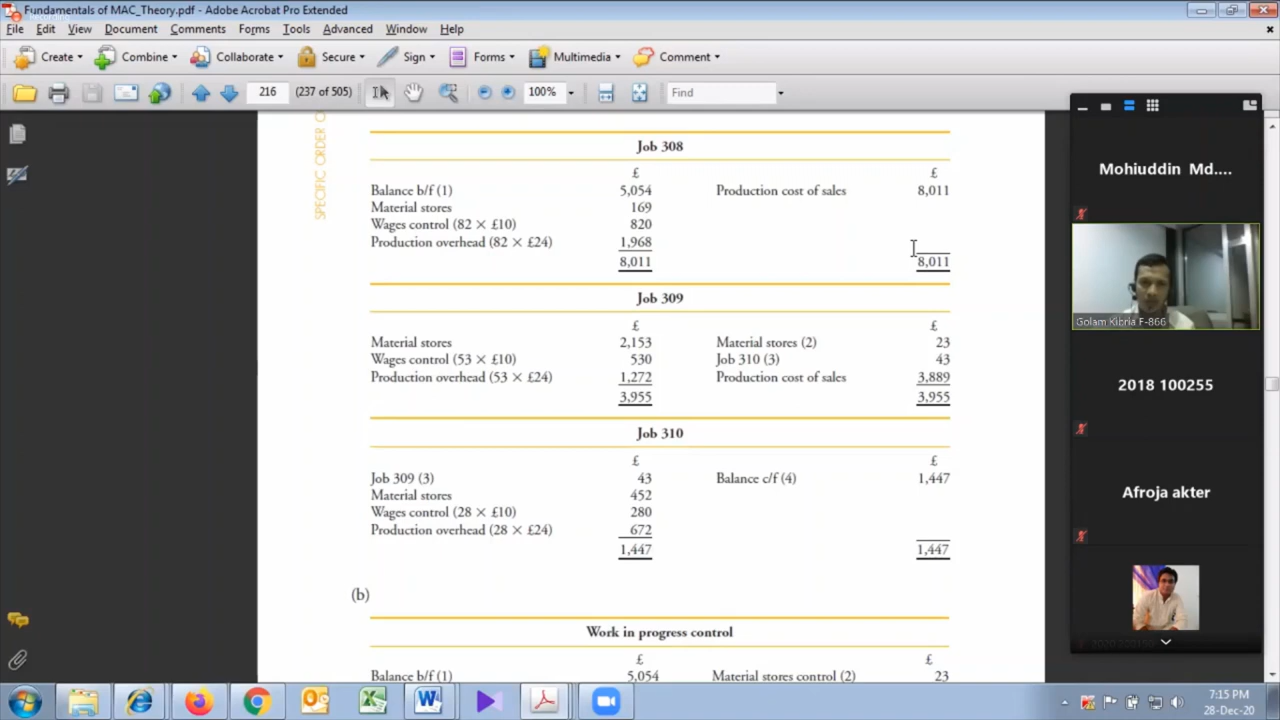 Fundamentals of MAC_Theory.pdf - Adobe Acrobat Pro Extended
File Edit View Document Comments Forms Tools Advanced Window Help
Create Combine Collaborate Secure Sign Forms Multimedia Comment
216 (237 of 505) 100% Find
SPECIFIC ORDER
Job 308
£ £
Balance b/f (1) 5,054 Production cost of sales 8,011
Material stores 169
Wages control (82 × £10) 820
Production overhead (82 × £24) 1,968
8,011 8,011
Job 309
£ £
Material stores 2,153 Material stores (2) 23
Wages control (53 × £10) 530 Job 310 (3) 43
Production overhead (53 × £24) 1,272 Production cost of sales 3,889
3,955 3,955
Job 310
£ £
Job 309 (3) 43 Balance c/f (4) 1,447
Material stores 452
Wages control (28 × £10) 280
Production overhead (28 × £24) 672
1,447 1,447
(b)
Work in progress control
£ £
Balance b/f (1) 5,054 Material stores control (2) 23
Mohiuddin Md....
Golam Kibria F-866
2018 100255
Afroja akter
7:15 PM
28-Dec-20